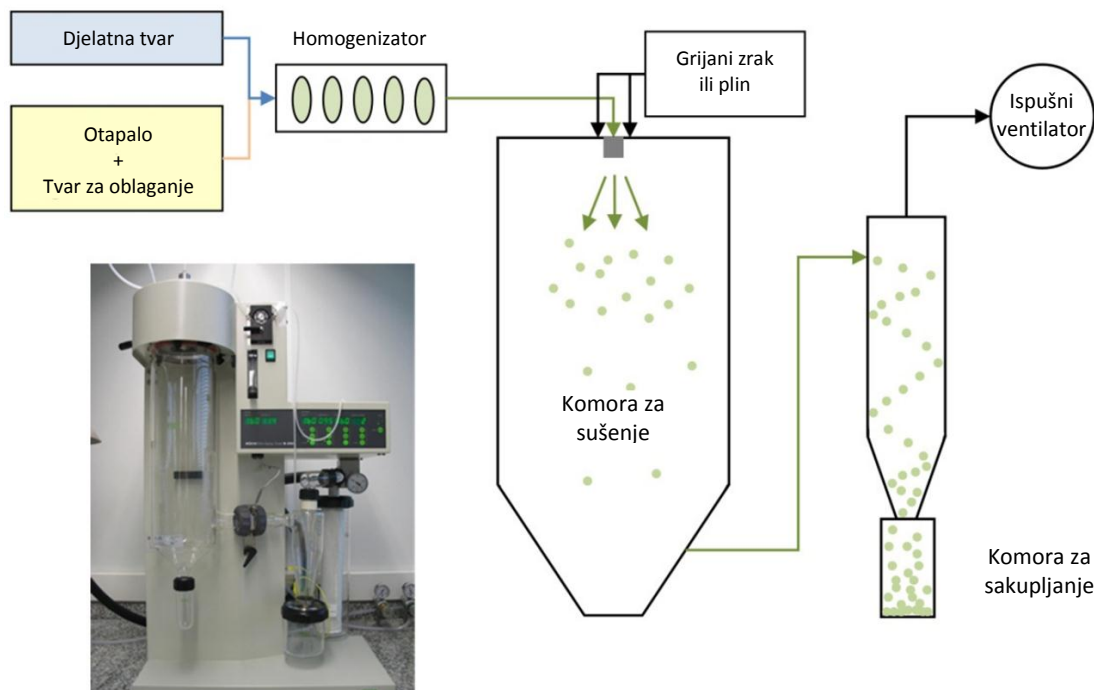 Djelatna tvar
Otapalo
+
Tvar za oblaganje
Homogenizator
Grijani zrak
ili plin
Ispušni
ventilator
Komora za
sušenje
Komora za
sakupljanje